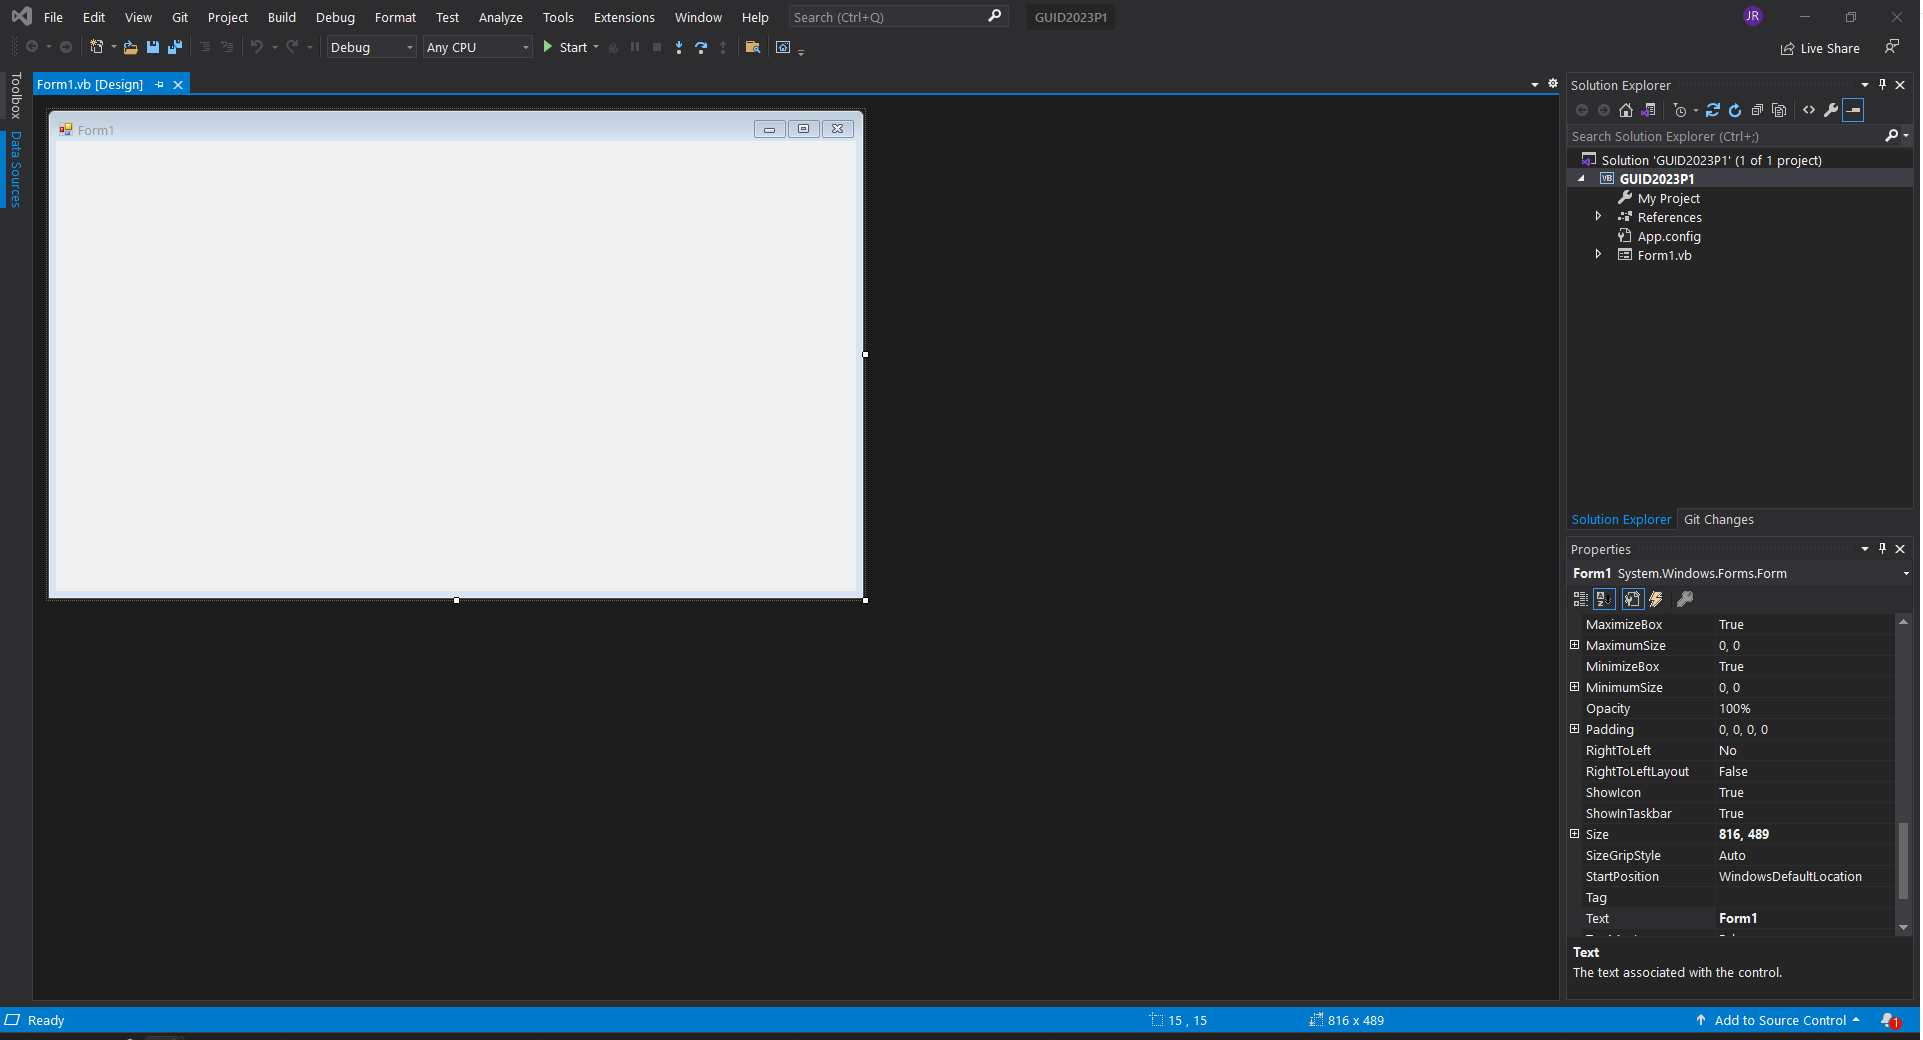 File Edit View Git Project Build Debug Format Test Analyze Tools Extensions Window Help Search (Ctrl+Q) GUID2023P1 JR
Debug Any CPU Start Live Share
Toolbox
Data Sources
Form1.vb [Design]
Form1
Solution Explorer
Search Solution Explorer (Ctrl+;)
Solution 'GUID2023P1' (1 of 1 project)
VB GUID2023P1
My Project
References
App.config
Form1.vb
Solution Explorer Git Changes
Properties
Form1 System.Windows.Forms.Form
MaximizeBox True
MaximumSize 0, 0
MinimizeBox True
MinimumSize 0, 0
Opacity 100%
Padding 0, 0, 0, 0
RightToLeft No
RightToLeftLayout False
ShowIcon True
ShowInTaskbar True
Size 816, 489
SizeGripStyle Auto
StartPosition WindowsDefaultLocation
Tag
Text Form1
Text
The text associated with the control.
Ready 15 , 15 816 x 489 Add to Source Control 1